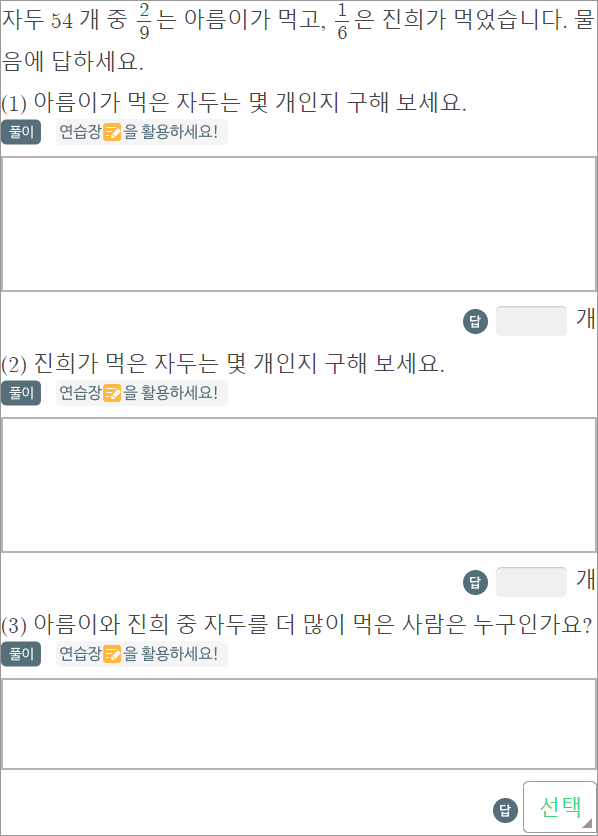 자두 54 개 중 2/9 는 아름이가 먹고, 1/6 은 진희가 먹었습니다. 물
음에 답하세요.
(1) 아름이가 먹은 자두는 몇 개인지 구해 보세요.
풀이 연습장을 활용하세요!
답 개
(2) 진희가 먹은 자두는 몇 개인지 구해 보세요.
풀이 연습장을 활용하세요!
답 개
(3) 아름이와 진희 중 자두를 더 많이 먹은 사람은 누구인가요?
풀이 연습장을 활용하세요!
답 선택